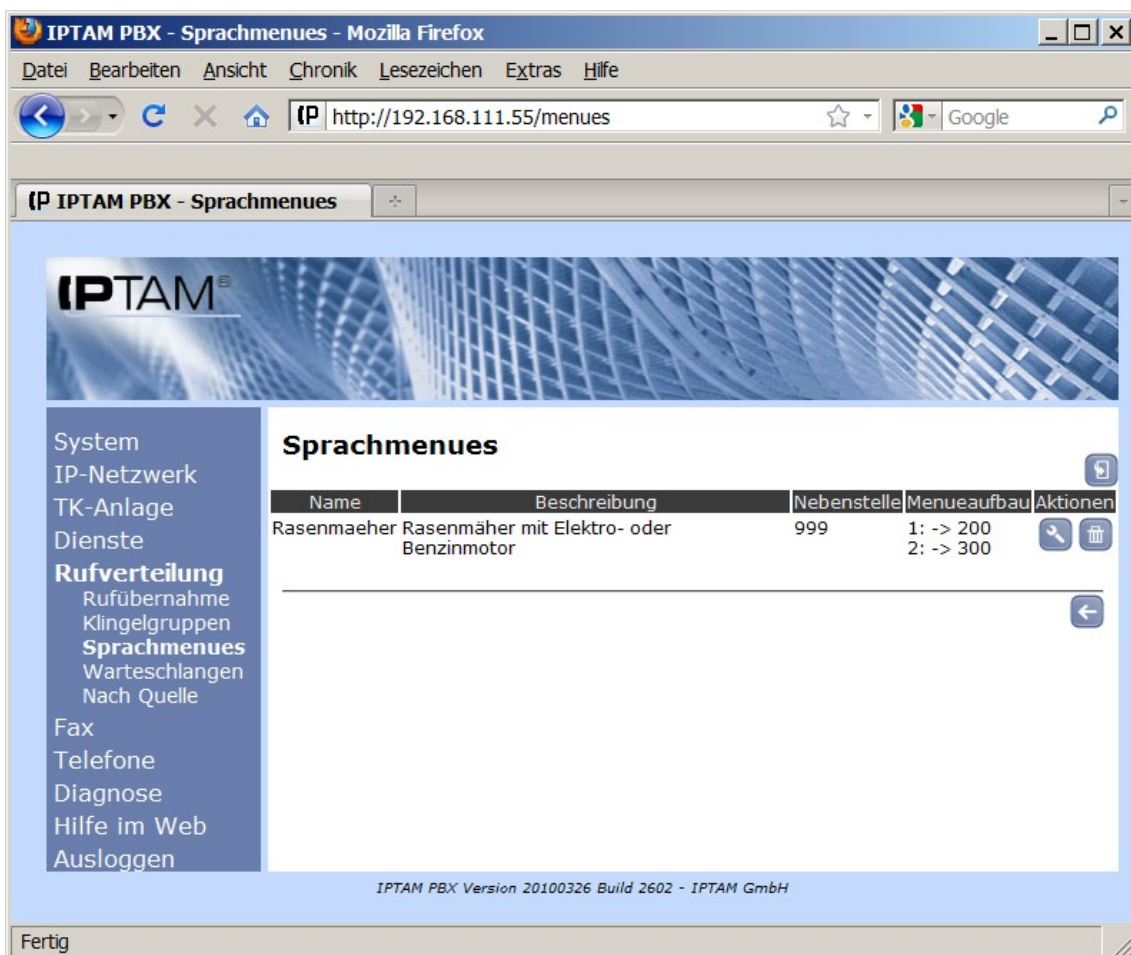 IPTAM PBX - Sprachmenues - Mozilla Firefox
Datei Bearbeiten Ansicht Chronik Lesezeichen Extras Hilfe
http://192.168.111.55/menues
Google
IPTAM PBX - Sprachmenues
IPTAM®
System
IP-Netzwerk
TK-Anlage
Dienste
Rufverteilung
Rufübernahme
Klingelgruppen
Sprachmenues
Warteschlangen
Nach Quelle
Fax
Telefone
Diagnose
Hilfe im Web
Ausloggen
Sprachmenues
Name Beschreibung Nebenstelle Menueaufbau Aktionen
Rasenmaeher Rasenmäher mit Elektro- oder 999 1: -> 200
Benzinmotor 2: -> 300
IPTAM PBX Version 20100326 Build 2602 - IPTAM GmbH
Fertig